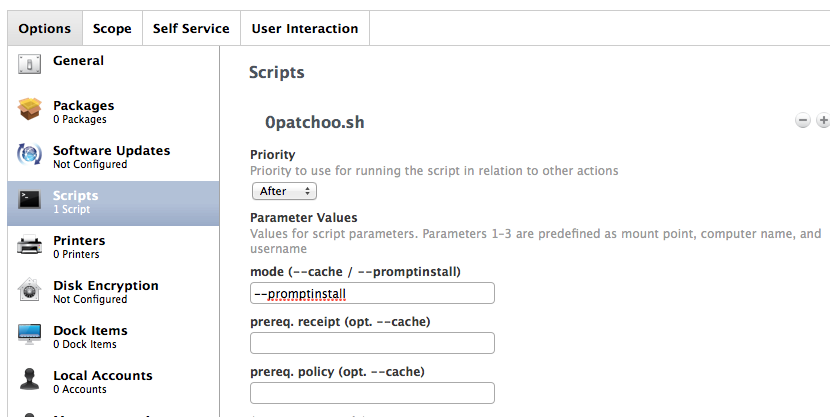 Options
Scope
Self Service
User Interaction
General
Packages
0 Packages
Software Updates
Not Configured
Scripts
1 Script
Printers
0 Printers
Disk Encryption
Not Configured
Dock Items
0 Dock Items
Local Accounts
0 Accounts
Scripts
0patchoo.sh
Priority
Priority to use for running the script in relation to other actions
After
Parameter Values
Values for script parameters. Parameters 1-3 are predefined as mount point, computer name, and
username
mode (--cache / --promptinstall)
--promptinstall
prereq. receipt (opt. --cache)
prereq. policy (opt. --cache)